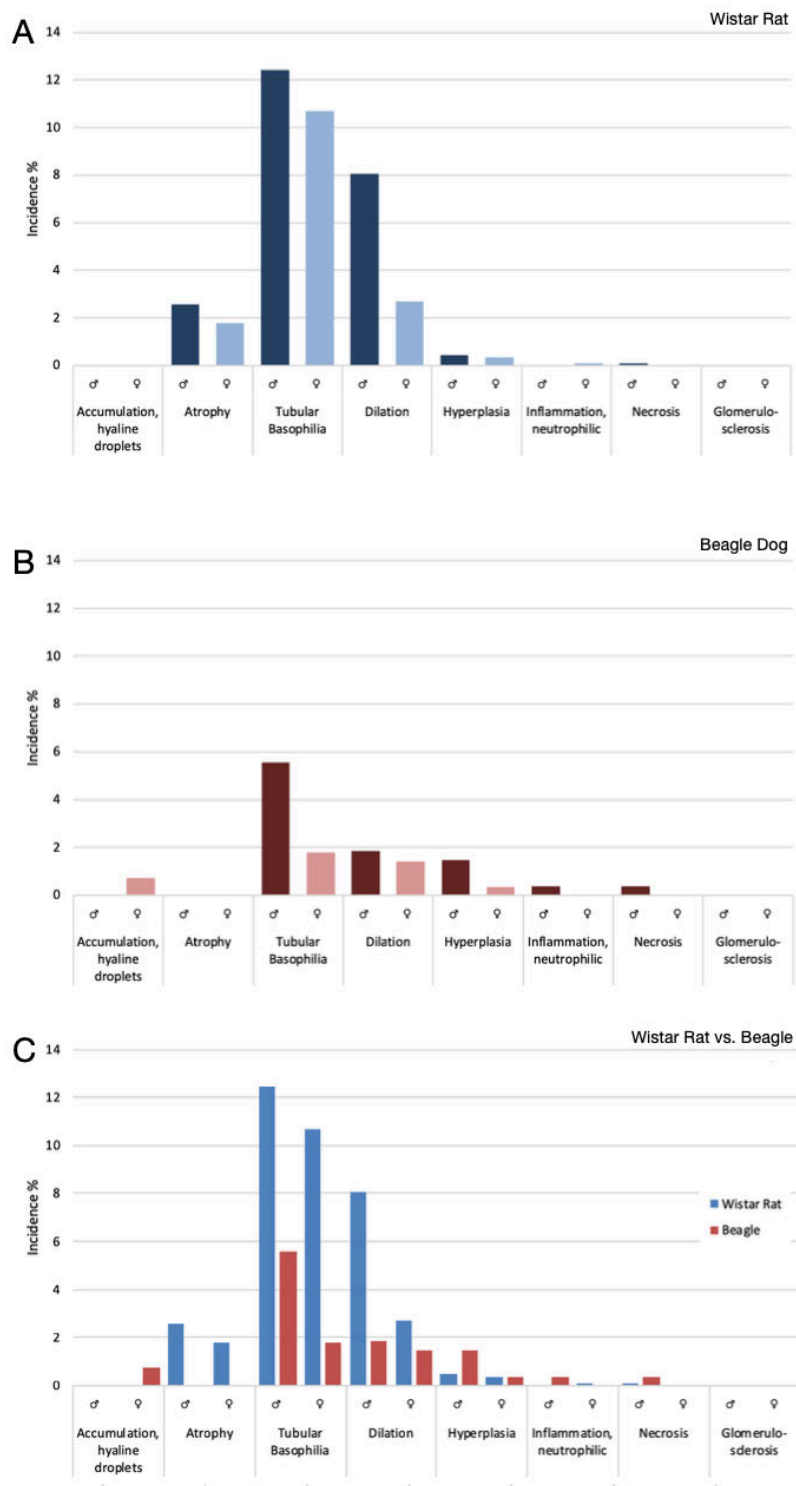 A
Wistar Rat
14
12
10
8
6
4
2
0
Incidence %
♂ ♀ ♂ ♀ ♂ ♀ ♂ ♀ ♂ ♀ ♂ ♀ ♂ ♀ ♂ ♀
Accumulation, hyaline droplets
Atrophy
Tubular Basophilia
Dilation
Hyperplasia
Inflammation, neutrophilic
Necrosis
Glomerulo-sclerosis
B
Beagle Dog
14
12
10
8
6
4
2
0
Incidence %
♂ ♀ ♂ ♀ ♂ ♀ ♂ ♀ ♂ ♀ ♂ ♀ ♂ ♀ ♂ ♀
Accumulation, hyaline droplets
Atrophy
Tubular Basophilia
Dilation
Hyperplasia
Inflammation, neutrophilic
Necrosis
Glomerulo-sclerosis
C
Wistar Rat vs. Beagle
14
12
10
8
6
4
2
0
Incidence %
Wistar Rat
Beagle
♂ ♀ ♂ ♀ ♂ ♀ ♂ ♀ ♂ ♀ ♂ ♀ ♂ ♀ ♂ ♀
Accumulation, hyaline droplets
Atrophy
Tubular Basophilia
Dilation
Hyperplasia
Inflammation, neutrophilic
Necrosis
Glomerulo-sclerosis